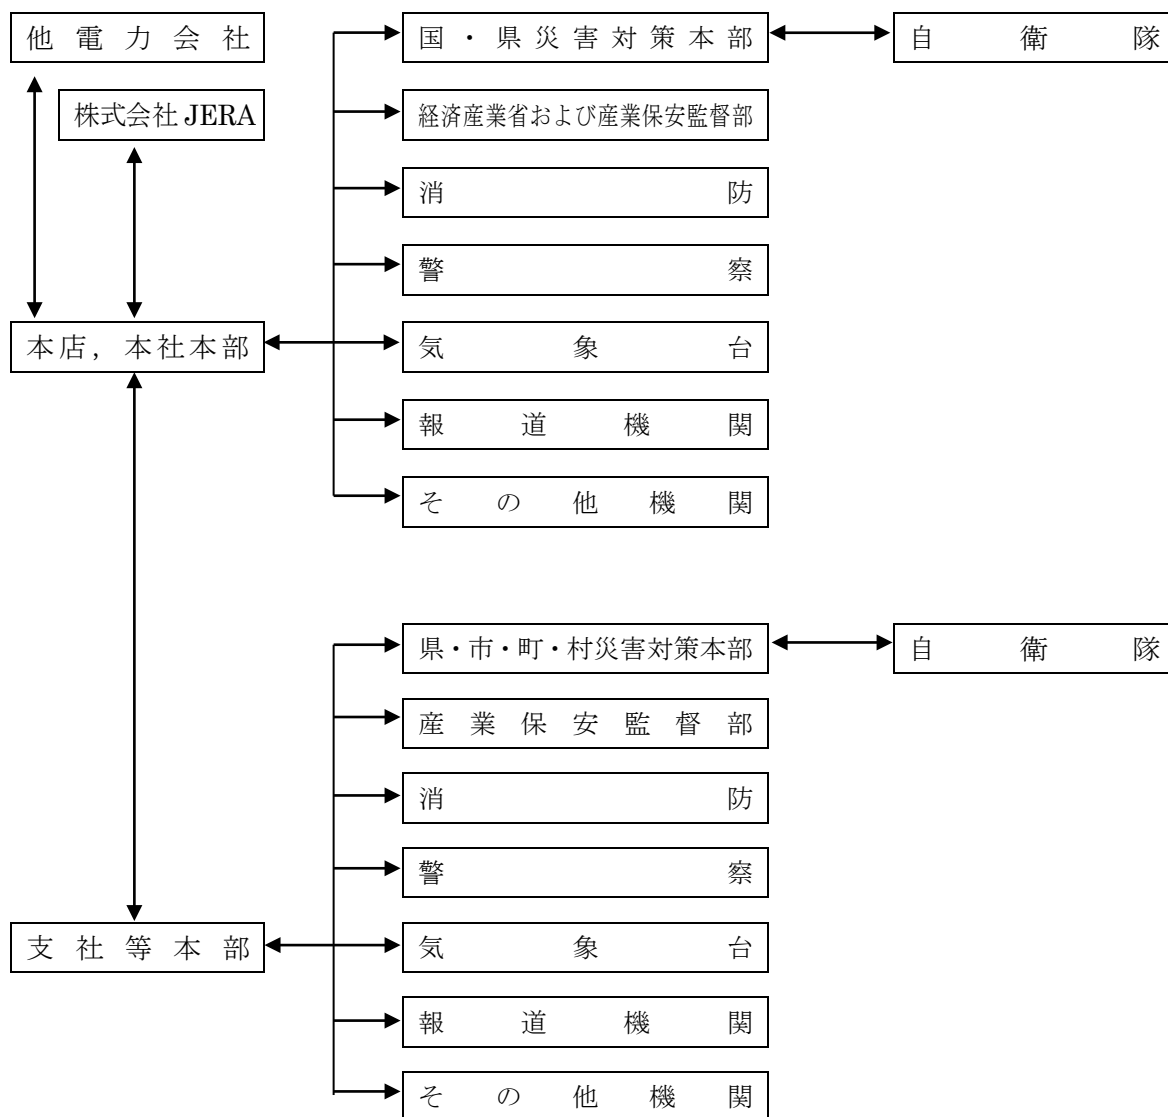 他電力会社
株式会社 JERA
本店，本社本部
国・県災害対策本部
自衛隊
経済産業省および産業保安監督部
消防
警察
気象台
報道機関
その他機関
支社等本部
県・市・町・村災害対策本部
自衛隊
産業保安監督部
消防
警察
気象台
報道機関
その他機関